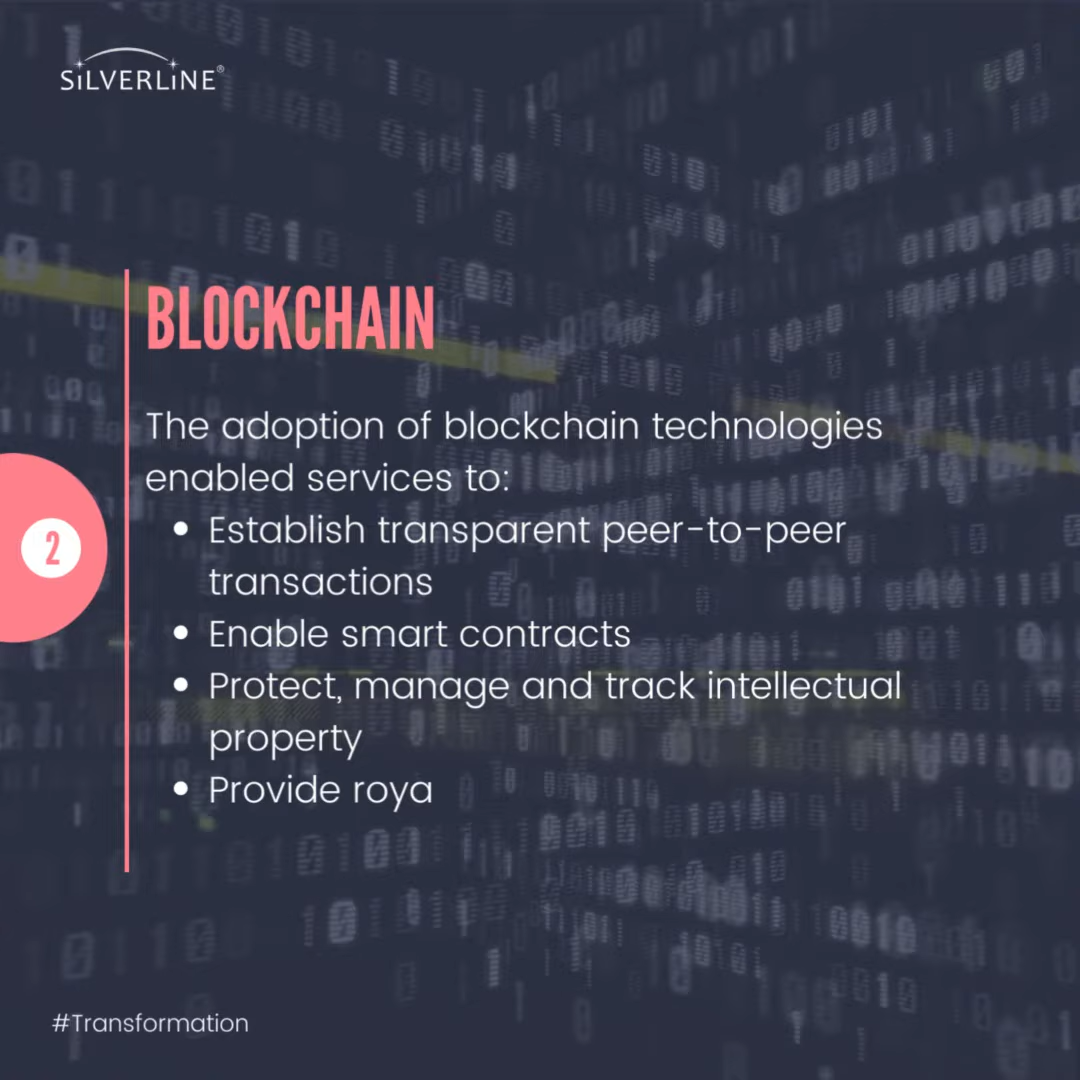 SiLVERLiNE®
BLOCKCHAIN
The adoption of blockchain technologies
enabled services to:
• Establish transparent peer-to-peer
transactions
• Enable smart contracts
• Protect, manage and track intellectual
property
• Provide roya
2
#Transformation